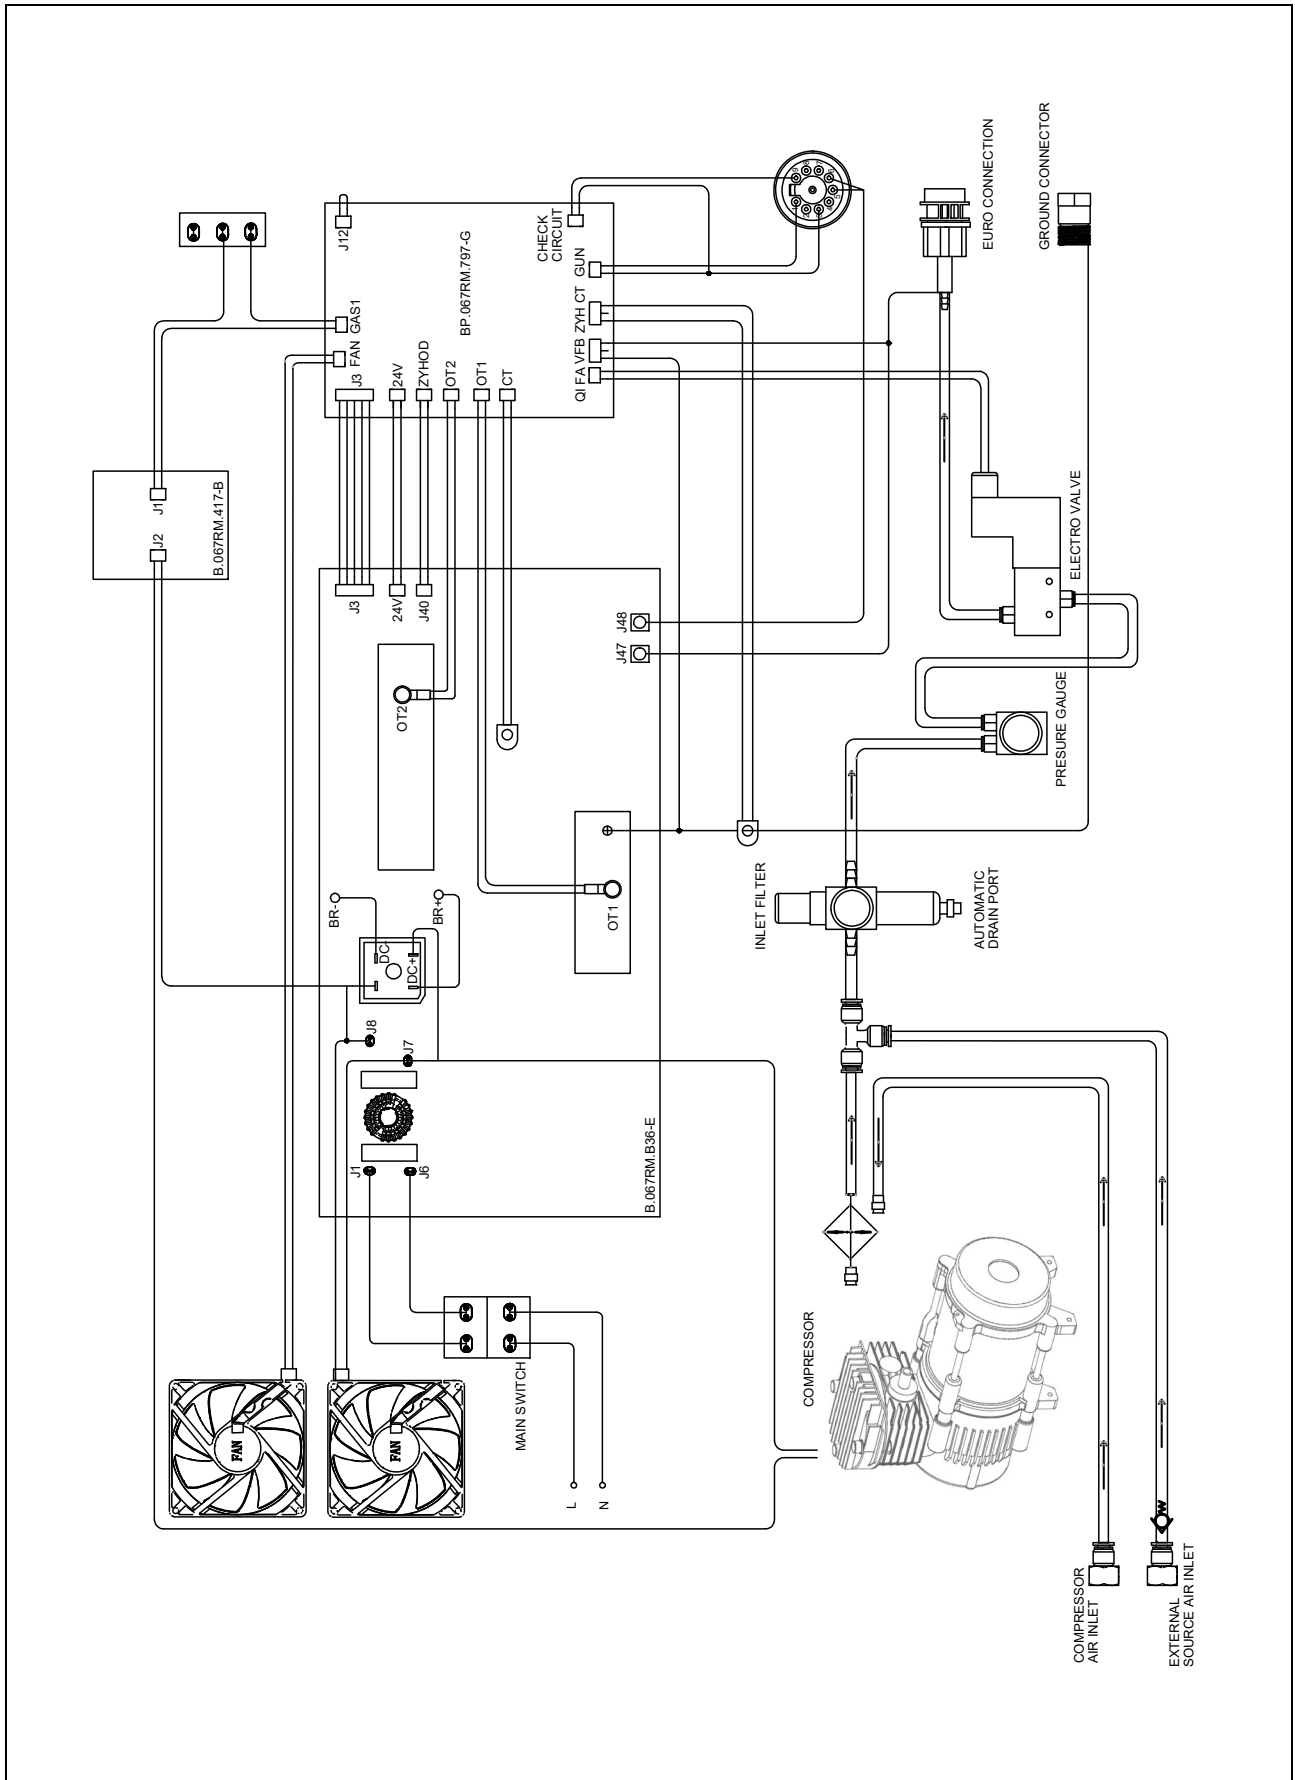 J12
BP.067RM.797-G
CHECK
CIRCUIT
GAS1
FAN
J3
24V
ZYHOD
OT2
OT1
CT
GUN
ZYH CT
VFB
QI FA
EURO CONNECTION
GROUND CONNECTOR
J1
J2
B.067RM.417-B
J3
24V
J40
J48
J47
OT2
OT1
ELECTRO VALVE
PRESURE GAUGE
INLET FILTER
AUTOMATIC
DRAIN PORT
BR-
BR+
DC-
DC+
J8
J7
J1
J6
B.067RM.B36-E
MAIN SWITCH
FAN
FAN
L
N
COMPRESSOR
COMPRESSOR
AIR INLET
EXTERNAL
SOURCE AIR INLET